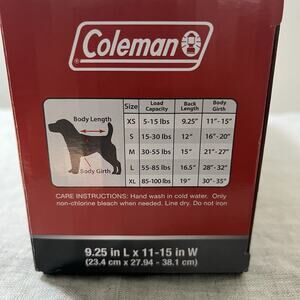 Coleman
Body Length
Body Girth
Size Load Capacity Back Length Body Girth
XS 5-15 lbs 9.25" 11"-15"
S 15-30 lbs 12" 16"-20"
M 30-55 lbs 15" 21"-27"
L 55-85 lbs 16.5" 28"-32"
XL 85-100 lbs 19" 30"-35"
CARE INSTRUCTIONS: Hand wash in cold water. Only
non-chlorine bleach when needed. Line dry. Do not iron
9.25 in L x 11-15 in W
(23.4 cm x 27.94 - 38.1 cm)